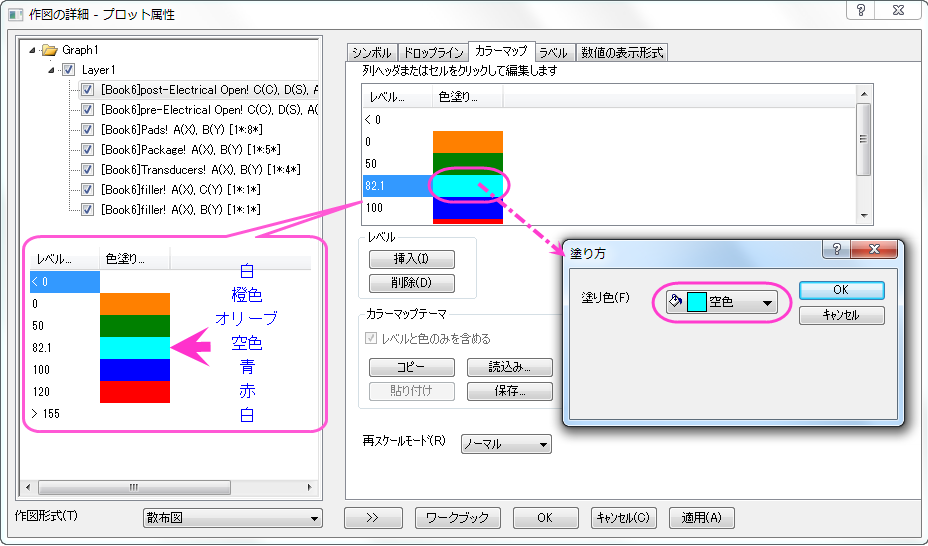 作図の詳細 - プロット属性
?
Graph1
Layer1
[Book6]post-Electrical Open! C(C), D(S), A
[Book6]pre-Electrical Open! C(C), D(S), A(
[Book6]Pads! A(X), B(Y) [1*:8*]
[Book6]Package! A(X), B(Y) [1*:5*]
[Book6]Transducers! A(X), B(Y) [1*:4*]
[Book6]filler! A(X), C(Y) [1*:1*]
[Book6]filler! A(X), B(Y) [1*:1*]
レベル... 色塗り...
< 0 白
0 橙色
50 オリーブ
82.1 空色
100 青
120 赤
> 155 白
作図形式(T) 散布図
シンボル ドロップライン カラーマップ ラベル 数値の表示形式
列ヘッダまたはセルをクリックして編集します
レベル... 色塗り...
< 0
0
50
82.1
100
レベル
挿入(I)
削除(D)
カラーマップテーマ
レベルと色のみを含める
コピー 読込み...
貼り付け 保存...
再スケールモード(R) ノーマル
塗り方
?
塗り色(F) 空色
OK
キャンセル
>> ワークブック OK キャンセル(C) 適用(A)